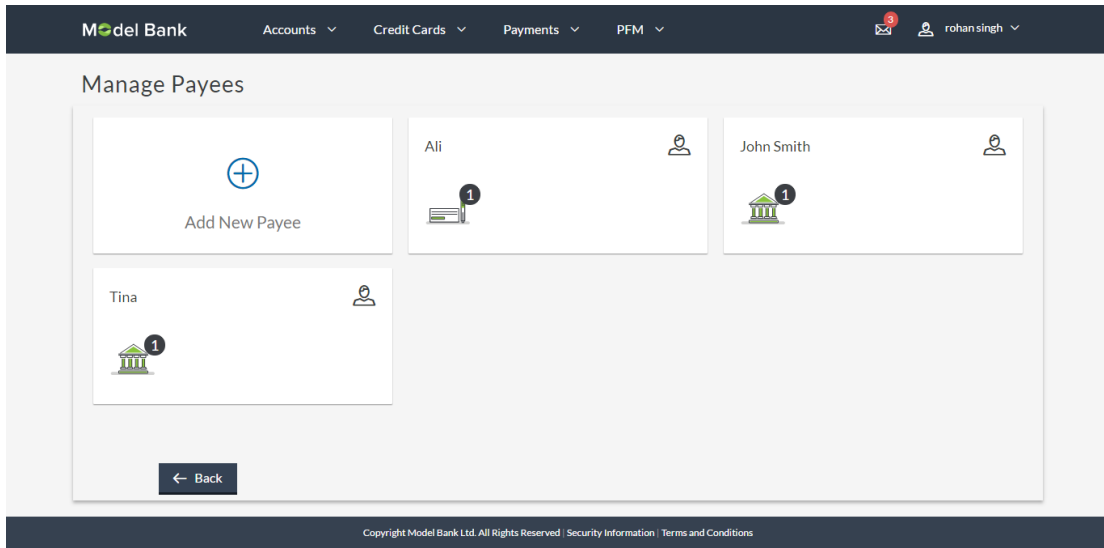 Model Bank Accounts Credit Cards Payments PFM 3 rohan singh
Manage Payees
Add New Payee
Ali
1
John Smith
1
Tina
1
← Back
Copyright Model Bank Ltd. All Rights Reserved | Security Information | Terms and Conditions